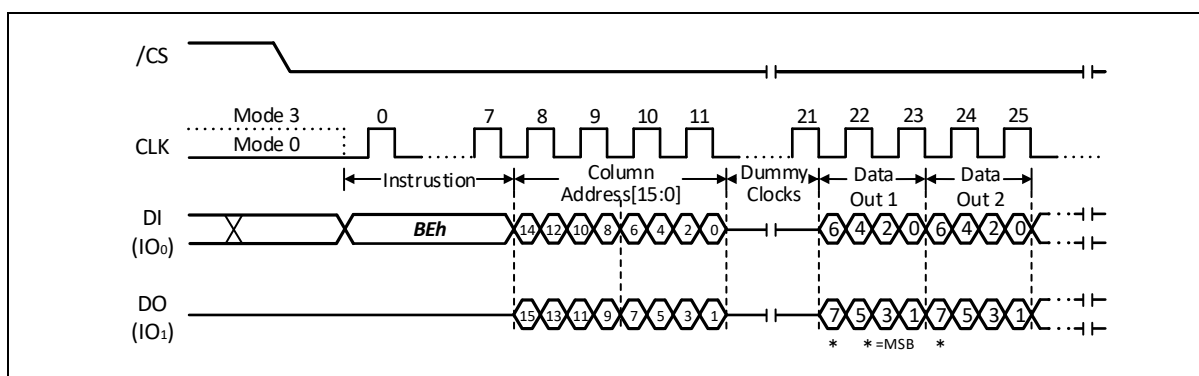 /CS
Mode 3 0 7 8 9 10 11 21 22 23 24 25
CLK Mode 0
Instrustion Column Address[15:0] Dummy Clocks Data Out 1 Data Out 2
DI (IO0) BEh 14 12 10 8 6 4 2 0 6 4 2 0 6 4 2 0
DO (IO1) 15 13 11 9 7 5 3 1 7 5 3 1 7 5 3 1
* * =MSB *